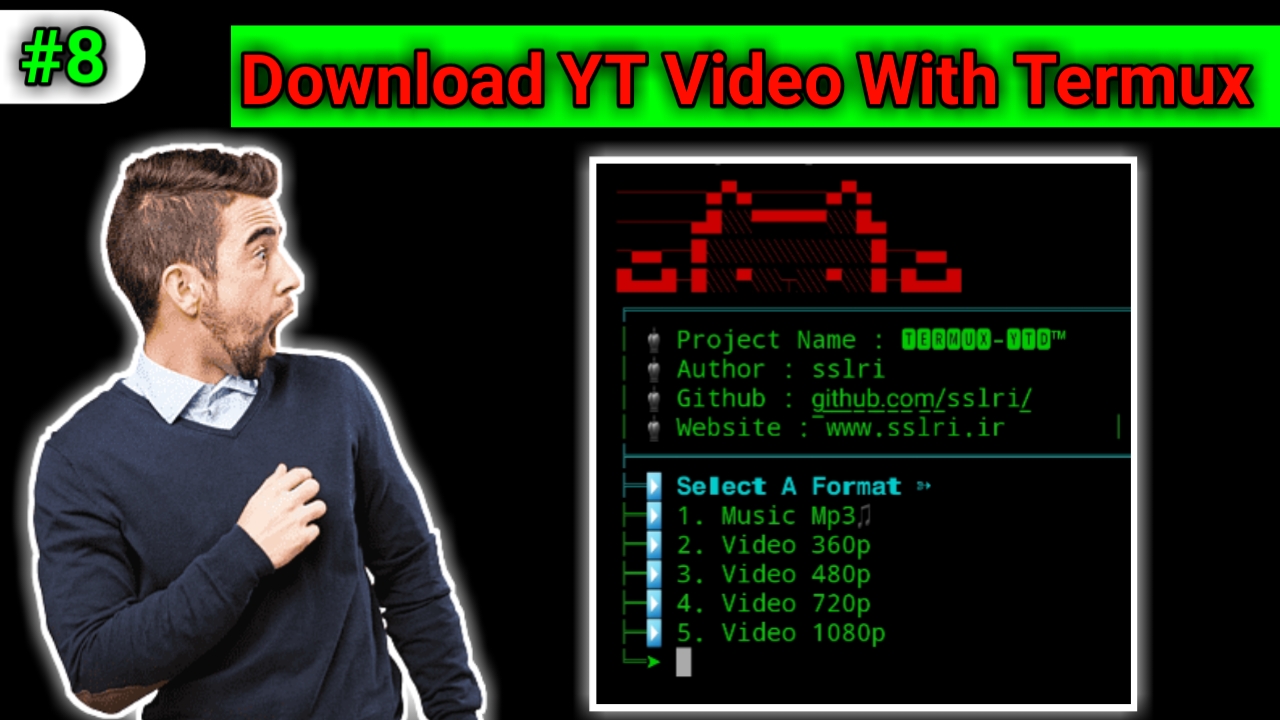 #8
Download YT Video With Termux
Project Name : TERMUX-YTD™
Author : sslri
Github : github.com/sslri/
Website : www.sslri.ir
Select A Format ➳
1. Music Mp3🎵
2. Video 360p
3. Video 480p
4. Video 720p
5. Video 1080p